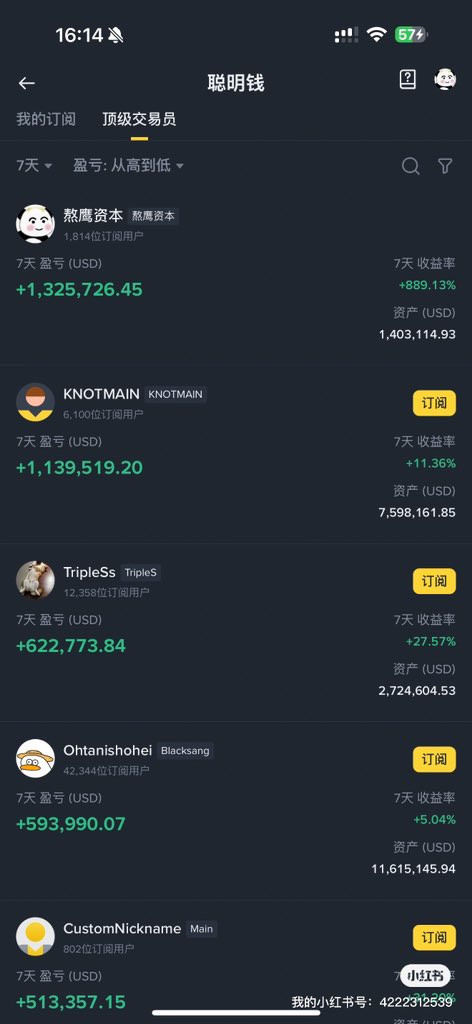 16:14
57
聪明钱
我的订阅 顶级交易员
7天 盈亏: 从高到低
熬鹰资本 熬鹰资本
1,814位订阅用户
7天 盈亏 (USD) 7天 收益率
+1,325,726.45 +889.13%
资产 (USD)
1,403,114.93
KNOTMAIN KNOTMAIN 订阅
6,100位订阅用户
7天 盈亏 (USD) 7天 收益率
+1,139,519.20 +11.36%
资产 (USD)
7,598,161.85
TripleSs TripleS 订阅
12,358位订阅用户
7天 盈亏 (USD) 7天 收益率
+622,773.84 +27.57%
资产 (USD)
2,724,604.53
Ohtanishohei Blacksang 订阅
42,344位订阅用户
7天 盈亏 (USD) 7天 收益率
+593,990.07 +5.04%
资产 (USD)
11,615,145.94
CustomNickname Main 订阅
802位订阅用户
7天 盈亏 (USD)
小红书
+513,357.15
我的小红书号：4222312539